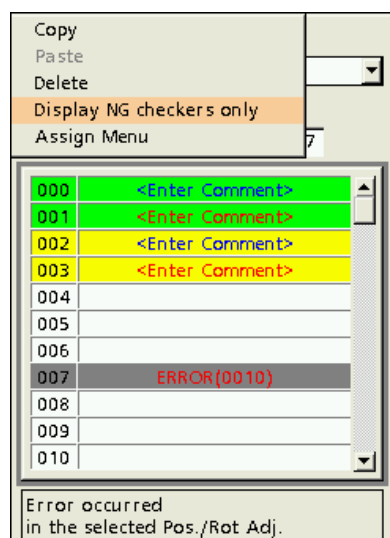 Copy
Paste
Delete
Display NG checkers only
Assign Menu
7
000 <Enter Comment>
001 <Enter Comment>
002 <Enter Comment>
003 <Enter Comment>
004
005
006
007 ERROR(0010)
008
009
010
Error occurred
in the selected Pos./Rot Adj.